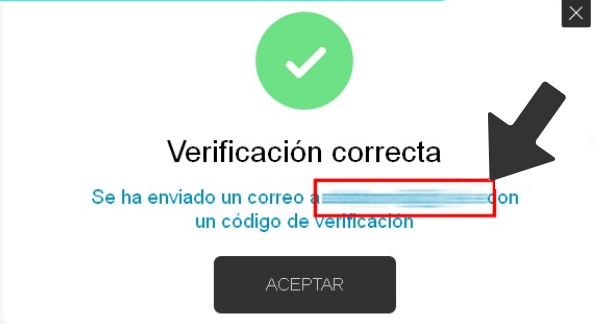 Verificación correcta
Se ha enviado un correo a con
un código de verificación
ACEPTAR